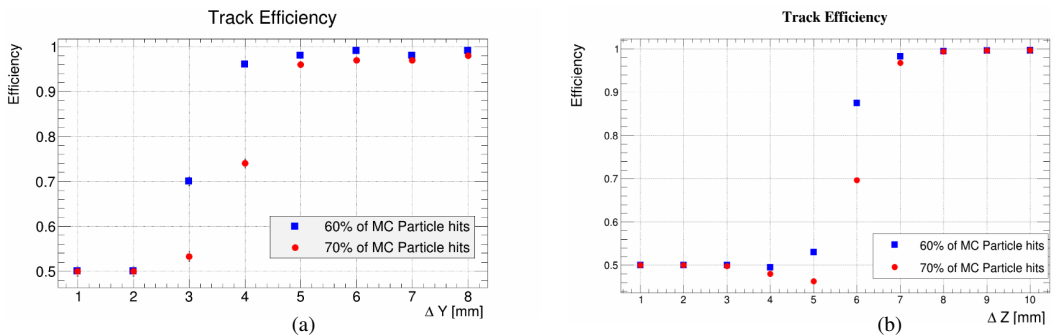 Track Efficiency
Efficiency
1
0.9
0.8
0.7
0.6
0.5
60% of MC Particle hits
70% of MC Particle hits
1 2 3 4 5 6 7 8
Δ Y [mm]
(a)
Track Efficiency
Efficiency
1
0.9
0.8
0.7
0.6
0.5
60% of MC Particle hits
70% of MC Particle hits
1 2 3 4 5 6 7 8 9 10
Δ Z [mm]
(b)